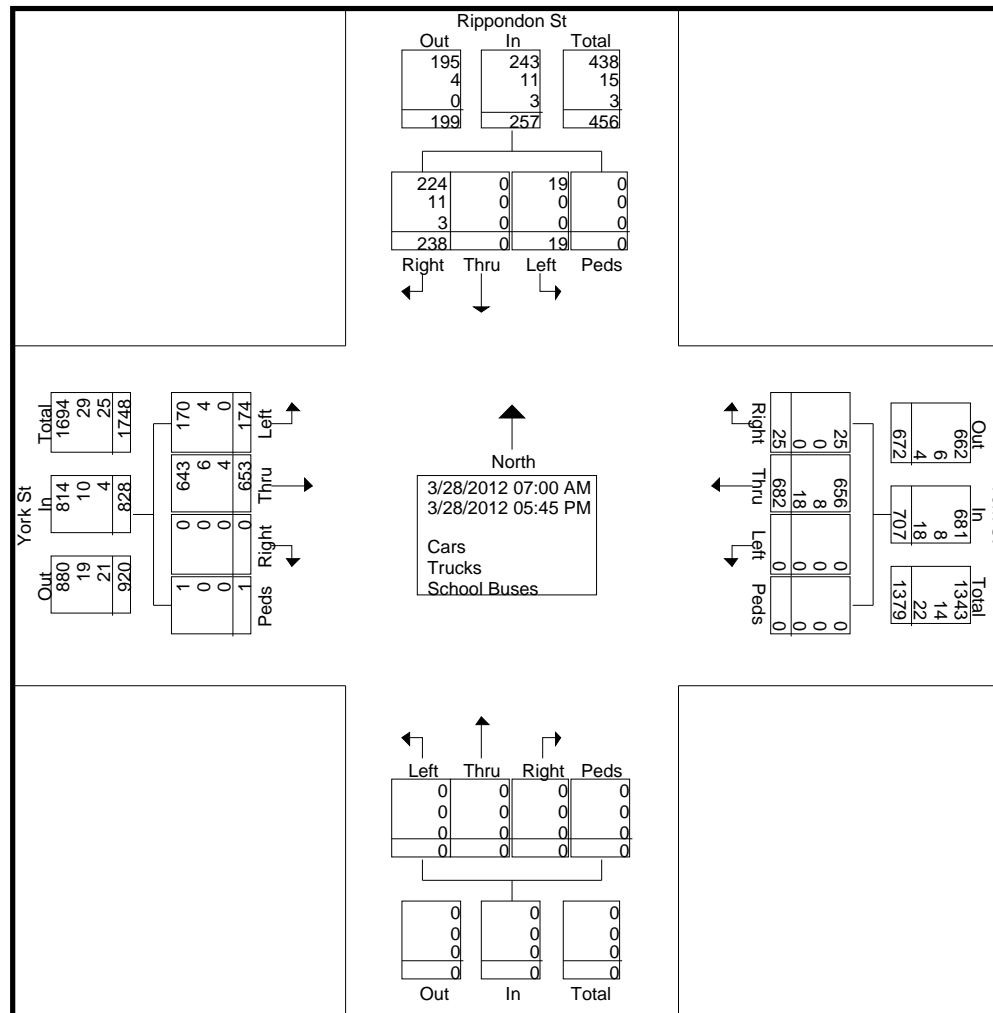 Rippondon St
Out In Total
195 243 438
4 11 15
0 3 3
199 257 456
224 0 19 0
11 0 0 0
3 0 0 0
238 0 19 0
Right Thru Left Peds
York St
Total In Out
1694 814 880
29 10 19
25 4 21
1748 828 920
170 4 0 174
Left
643 6 4 653
Thru
0 0 0 0
Right
1 0 0 1
Peds
North
3/28/2012 07:00 AM
3/28/2012 05:45 PM
Cars
Trucks
School Buses
Right
25 0 0 25
Thru
656 8 18 682
Left
0 0 0 0
Peds
0 0 0 0
Out In Total
662 681 1343
6 8 14
4 18 22
672 707 1379
Left Thru Right Peds
0 0 0 0
0 0 0 0
0 0 0 0
0 0 0 0
0 0 0
0 0 0
0 0 0
0 0 0
Out In Total